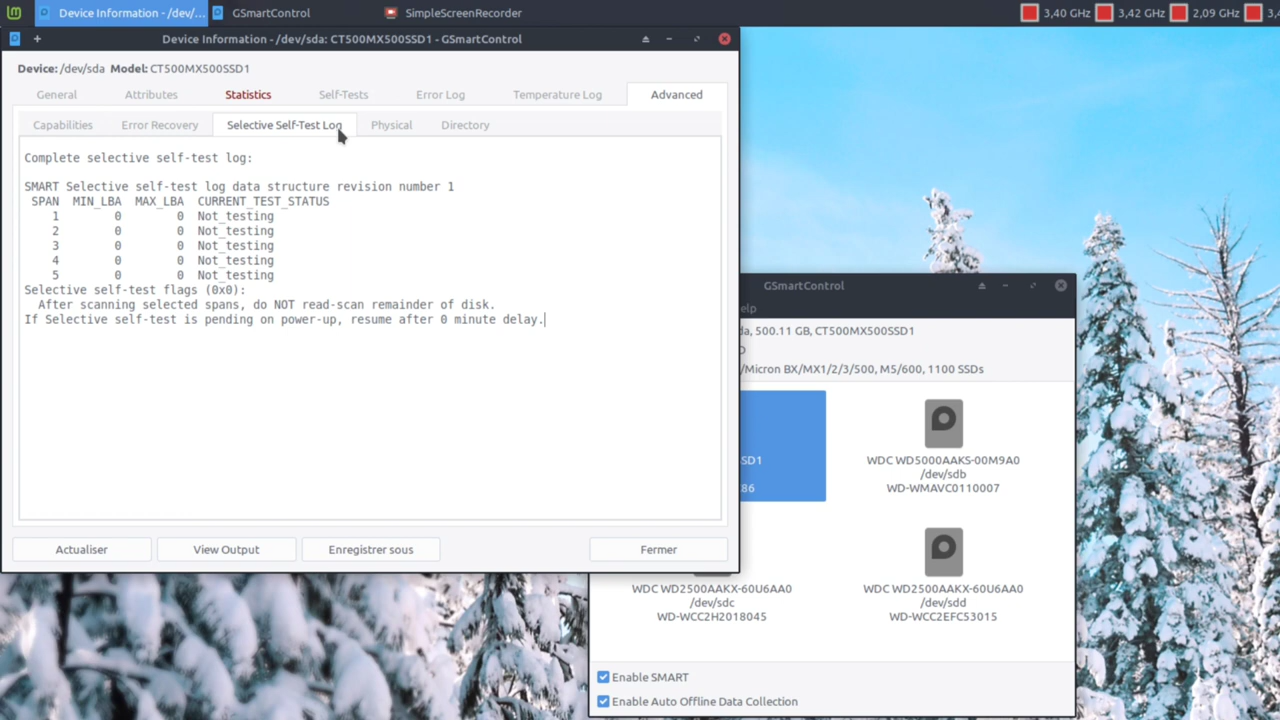 Device Information - /dev/...
GSmartControl
SimpleScreenRecorder
3,40 GHz
3,42 GHz
2,09 GHz
3,4
Device Information - /dev/sda: CT500MX500SSD1 - GSmartControl
Device: /dev/sda Model: CT500MX500SSD1
General
Attributes
Statistics
Self-Tests
Error Log
Temperature Log
Advanced
Capabilities
Error Recovery
Selective Self-Test Log
Physical
Directory
Complete selective self-test log:
SMART Selective self-test log data structure revision number 1
SPAN MIN_LBA MAX_LBA CURRENT_TEST_STATUS
1 0 0 Not_testing
2 0 0 Not_testing
3 0 0 Not_testing
4 0 0 Not_testing
5 0 0 Not_testing
Selective self-test flags (0x0):
After scanning selected spans, do NOT read-scan remainder of disk.
If Selective self-test is pending on power-up, resume after 0 minute delay.
Actualiser
View Output
Enregistrer sous
Fermer
GSmartControl
elp
da, 500.11 GB, CT500MX500SSD1
D
/Micron BX/MX1/2/3/500, M5/600, 1100 SSDs
SD1
86
WDC WD5000AAKS-00M9A0
/dev/sdb
WD-WMAVC0110007
WDC WD2500AAKX-60U6AA0
/dev/sdc
WD-WCC2H2018045
WDC WD2500AAKX-60U6AA0
/dev/sdd
WD-WCC2EFC53015
Enable SMART
Enable Auto Offline Data Collection